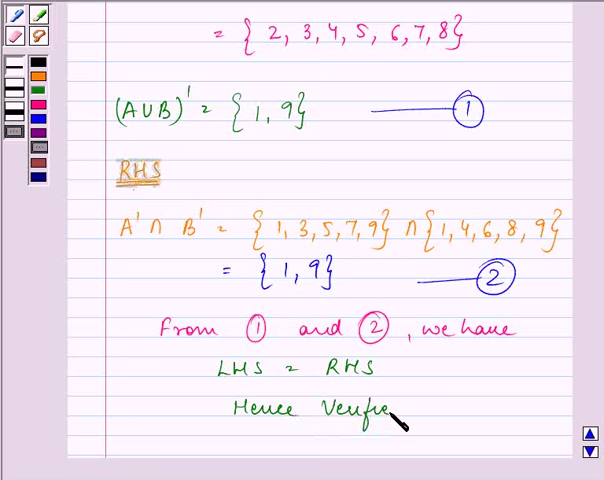 = { 2, 3, 4, 5, 6, 7, 8}
(A∪B)' = {1, 9} ——— 1
RHS
A' ∩ B' = {1, 3, 5, 7, 9} ∩ {1, 4, 6, 8, 9}
= {1, 9} ——— 2
From 1 and 2, we have
LHS = RHS
Hence Verifie